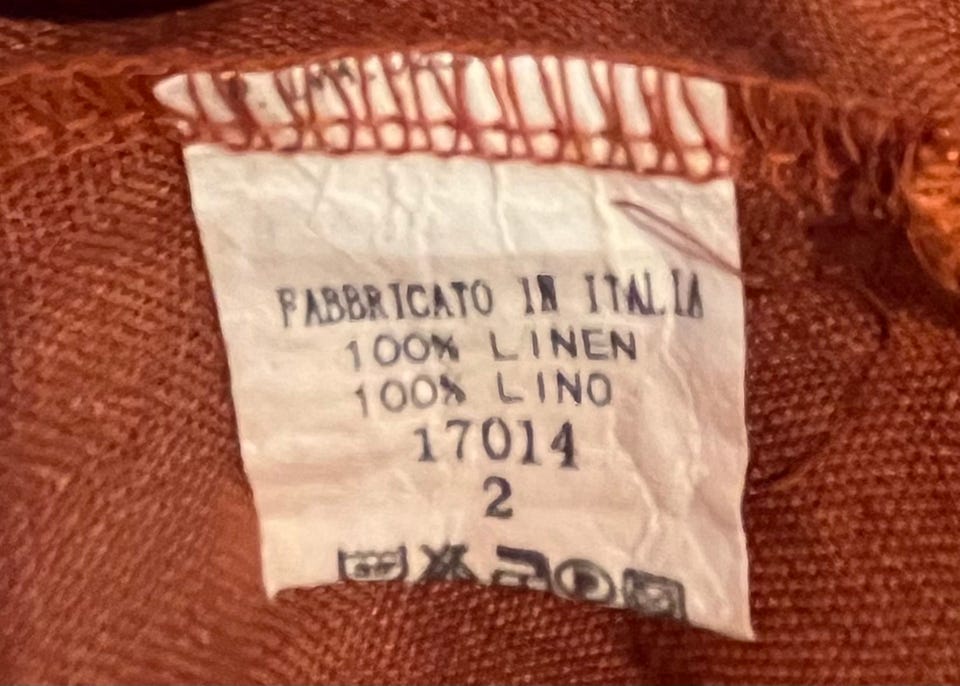 FABBRICATO IN ITALIA
100% LINEN
100% LINO
17014
2